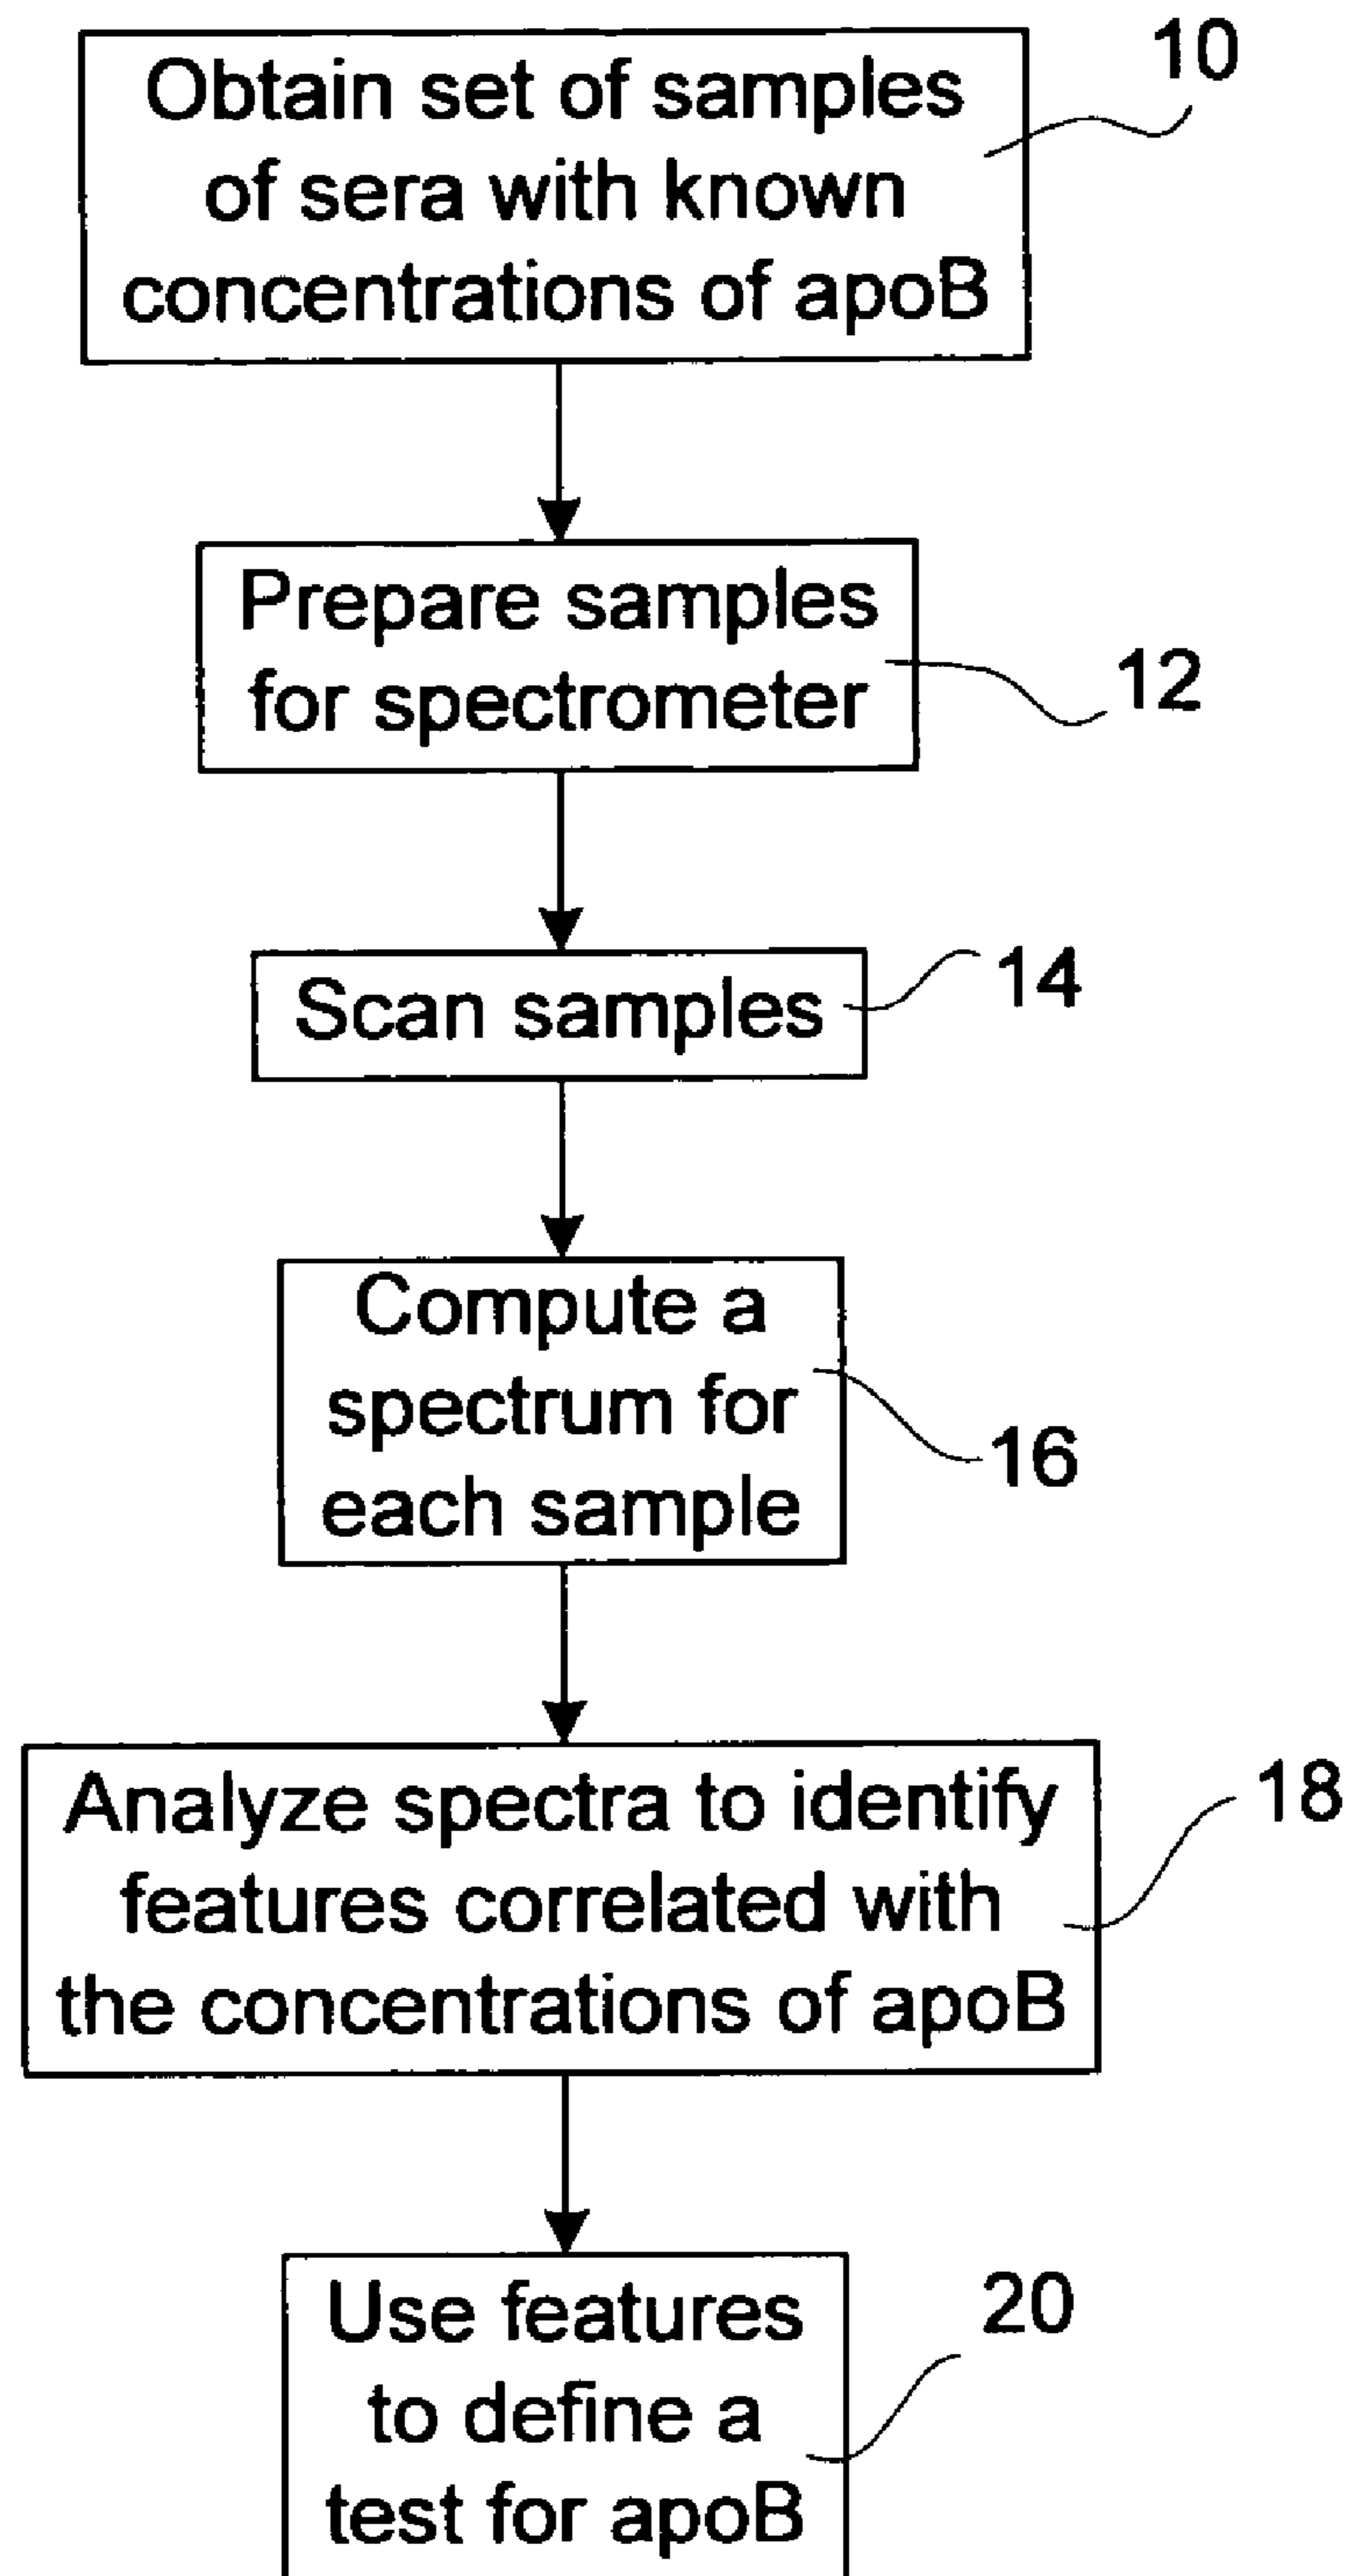 Obtain set of samples
of sera with known
concentrations of apoB
10
Prepare samples
for spectrometer
12
Scan samples
14
Compute a
spectrum for
each sample
16
Analyze spectra to identify
features correlated with
the concentrations of apoB
18
Use features
to define a
test for apoB
20